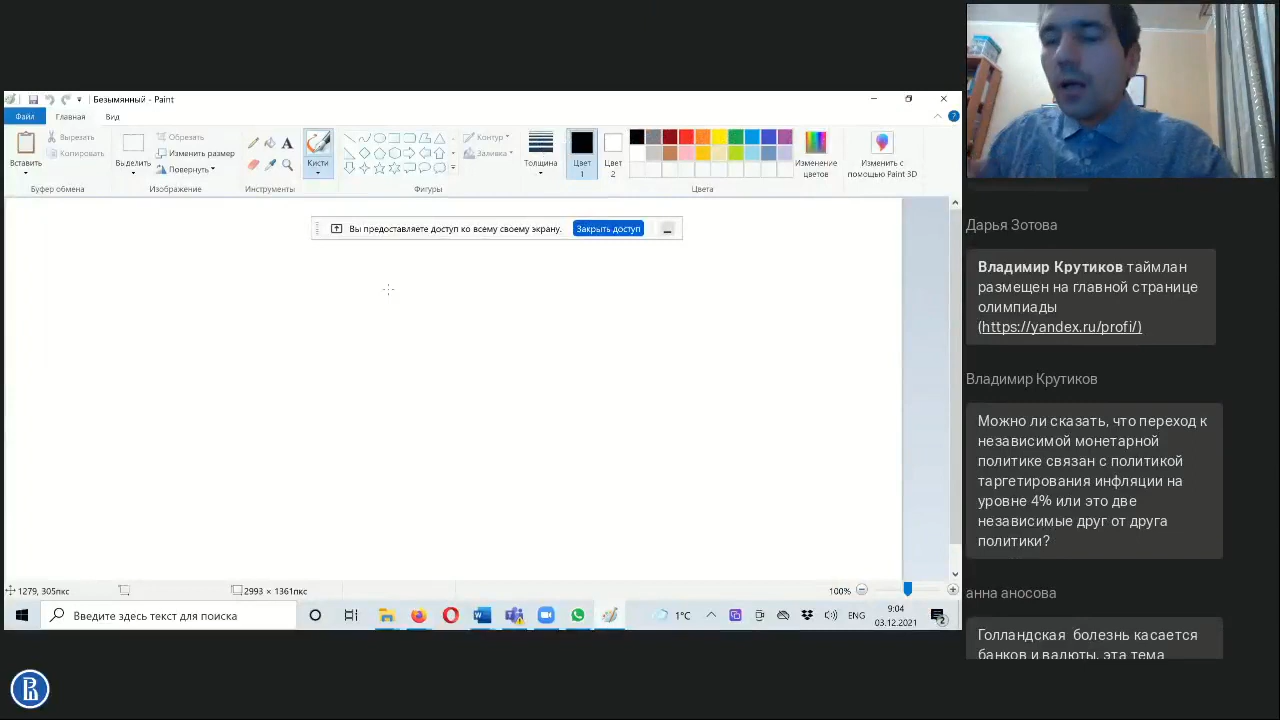 Безымянный - Paint
Файл
Главная
Вид
Вставить
Вырезать
Копировать
Буфер обмена
Выделить
Обрезать
Изменить размер
Повернуть
Изображение
A
Инструменты
Кисти
Контур
Заливка
Фигуры
Толщина
Цвет
1
Цвет
2
Изменение
цветов
Цвета
Изменить с
помощью Paint 3D
Вы предоставляете доступ ко всему своему экрану.
Закрыть доступ
1279, 305пкс
2993 × 1361пкс
100%
Введите здесь текст для поиска
1°C
ENG
9:04
03.12.2021
2
Дарья Зотова
Владимир Крутиков таймлан
размещен на главной странице
олимпиады
(https://yandex.ru/profi/)
Владимир Крутиков
Можно ли сказать, что переход к
независимой монетарной
политике связан с политикой
таргетирования инфляции на
уровне 4% или это две
независимые друг от друга
политики?
анна аносова
Голландская болезнь касается
банков и валюты, эта тема